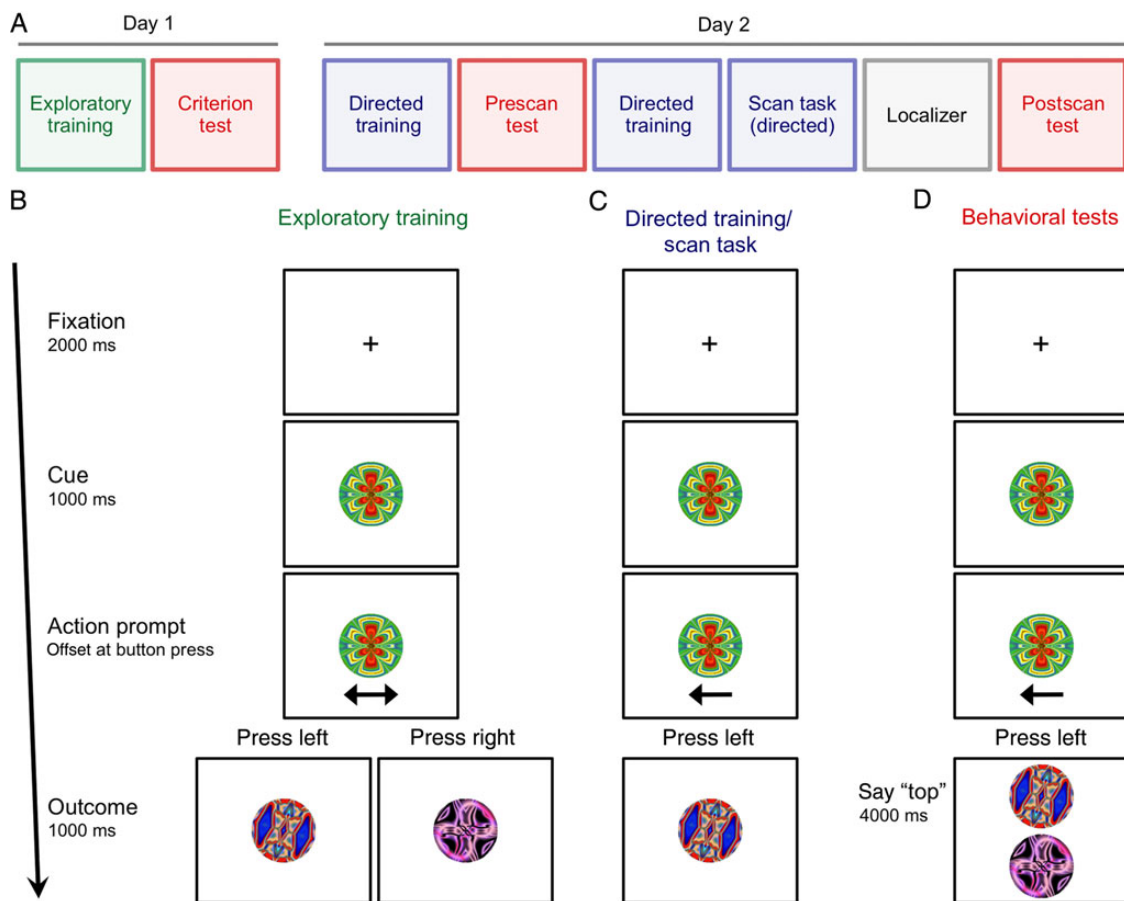 A
Day 1
Day 2
Exploratory
training
Criterion
test
Directed
training
Prescan
test
Directed
training
Scan task
(directed)
Localizer
Postscan
test
B
Exploratory training
C
Directed training/
scan task
D
Behavioral tests
Fixation
2000 ms
+
+
+
Cue
1000 ms
Action prompt
Offset at button press
Press left
Press right
Press left
Press left
Outcome
1000 ms
Say “top”
4000 ms